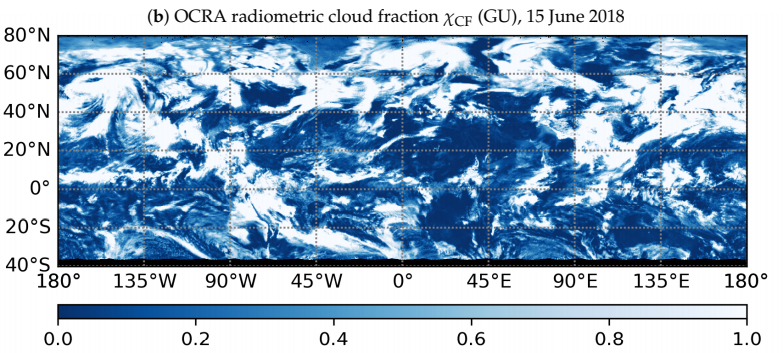 (b) OCRA radiometric cloud fraction χCF (GU), 15 June 2018
80°N
60°N
40°N
20°N
0°
20°S
40°S
180° 135°W 90°W 45°W 0° 45°E 90°E 135°E 180°
0.0 0.2 0.4 0.6 0.8 1.0